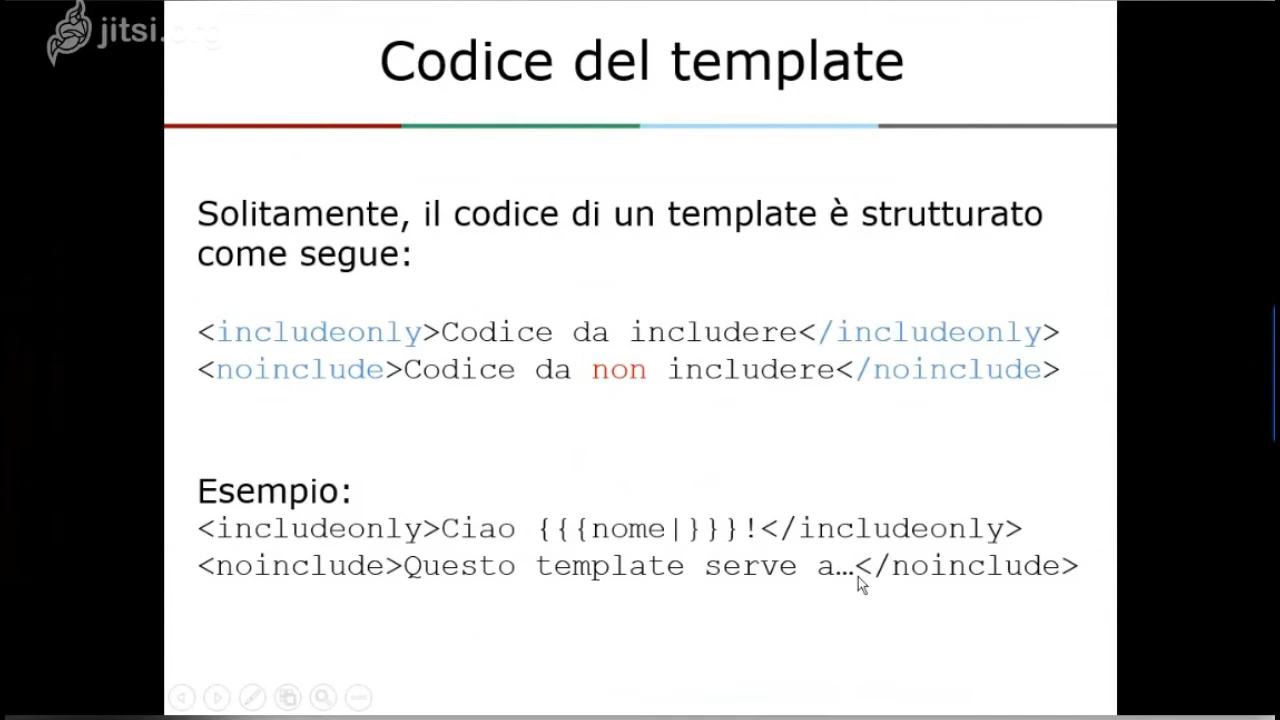 jitsi.org
Codice del template
Solitamente, il codice di un template è strutturato
come segue:
<includeonly>Codice da includere</includeonly>
<noinclude>Codice da non includere</noinclude>
Esempio:
<includeonly>Ciao {{{nome|}}}!</includeonly>
<noinclude>Questo template serve a…</noinclude>